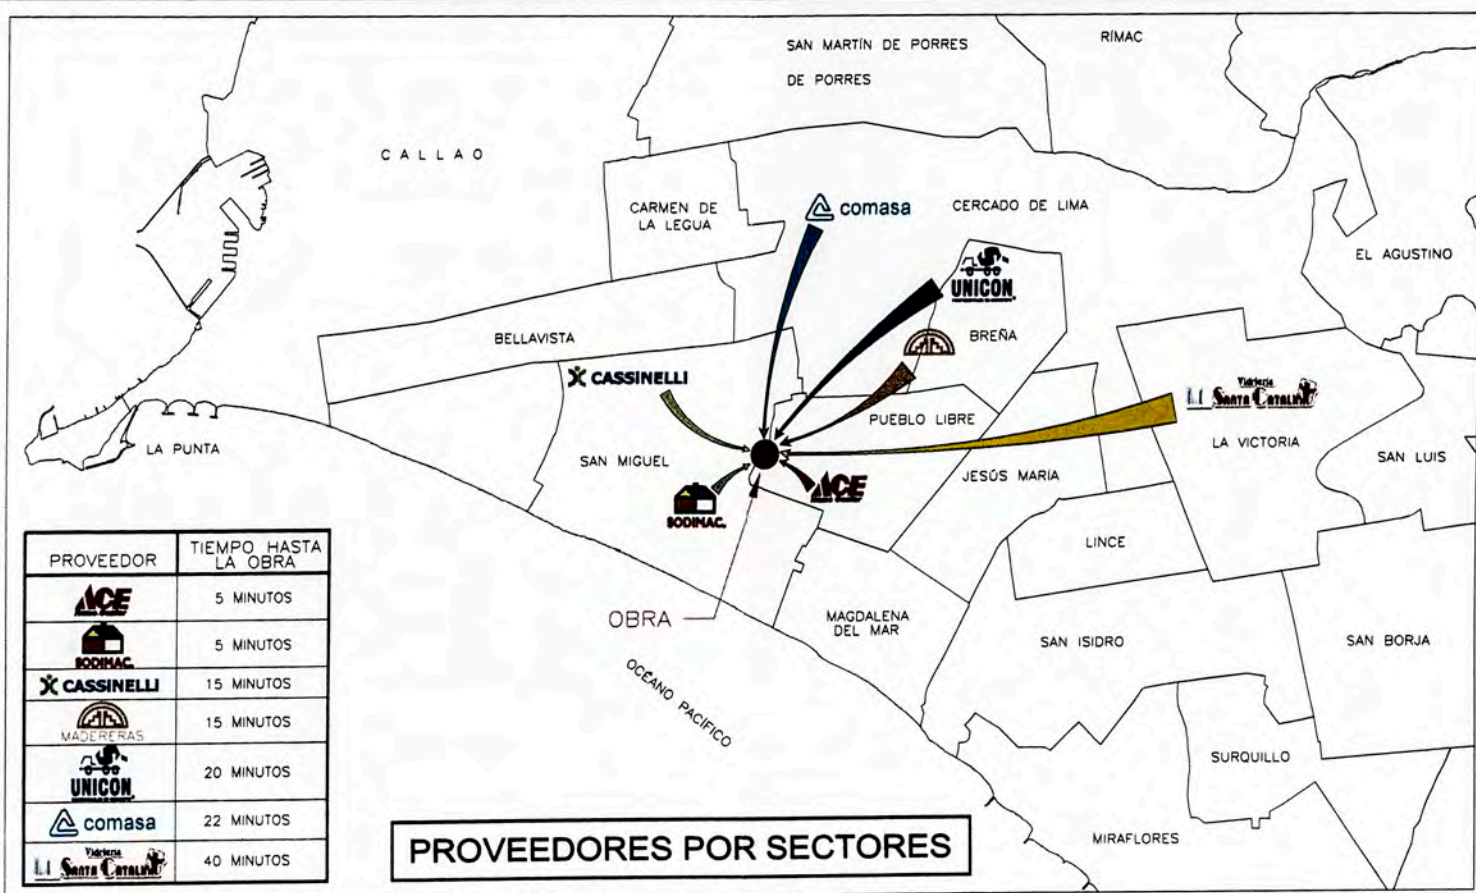 SAN MARTÍN DE PORRES
DE PORRES
RÍMAC
CALLAO
CARMEN DE
LA LEGUA
comasa
CERCADO DE LIMA
EL AGUSTINO
UNICON
BELLAVISTA
BREÑA
CASSINELLI
Vidriería
SANTA CATALINA
PUEBLO LIBRE
LA VICTORIA
LA PUNTA
SAN MIGUEL
JESÚS MARIA
SAN LUIS
ACE
SODIMAC
LINCE
OBRA
MAGDALENA
DEL MAR
SAN ISIDRO
SAN BORJA
OCEANO PACÍFICO
SURQUILLO
MIRAFLORES
PROVEEDOR
TIEMPO HASTA
LA OBRA
ACE 5 MINUTOS
SODIMAC 5 MINUTOS
CASSINELLI 15 MINUTOS
MADERERAS 15 MINUTOS
UNICON 20 MINUTOS
comasa 22 MINUTOS
Vidriería
SANTA CATALINA 40 MINUTOS
PROVEEDORES POR SECTORES